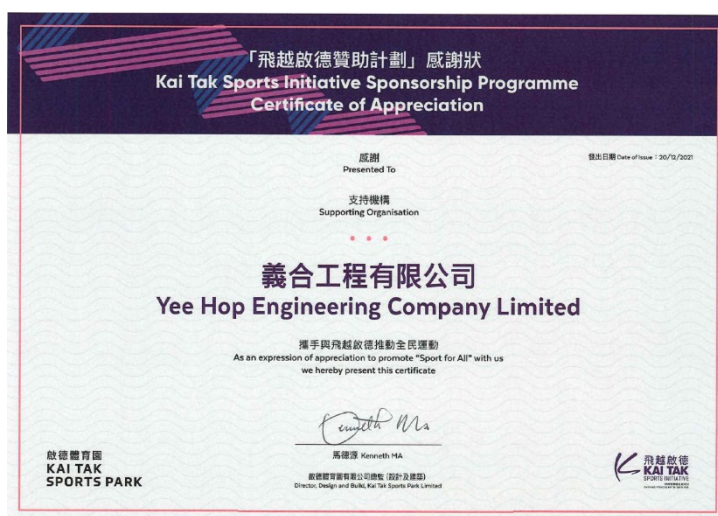 「飛越啟德贊助計劃」感謝狀
Kai Tak Sports Initiative Sponsorship Programme
Certificate of Appreciation
感謝
Presented To
發出日期 Date of Issue：20/12/2021
支持機構
Supporting Organisation
義合工程有限公司
Yee Hop Engineering Company Limited
攜手與飛越啟德推動全民運動
As an expression of appreciation to promote "Sport for All" with us
we hereby present this certificate
Kenneth Ma
馬德源 Kenneth MA
啟德體育園有限公司總監 (設計及建築)
Director, Design and Build, Kai Tak Sports Park Limited
啟德體育園
KAI TAK
SPORTS PARK
飛越啟德
KAI TAK
SPORTS INITIATIVE